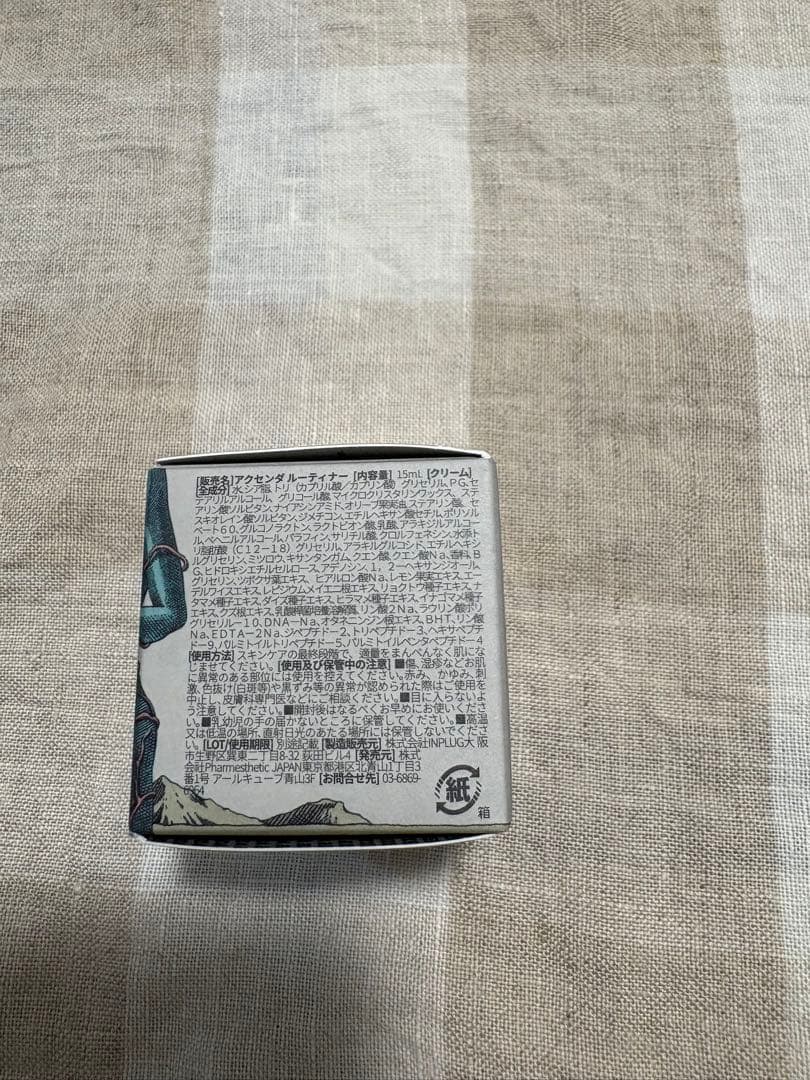 [販売名]アクセンダ ルーティナー [内容量] 15mL [クリーム]
[全成分] 水、シア脂、トリ（カプリル酸／カプリン酸）グリセリル、PG、セ
テアリルアルコール、グリコール酸、マイクロクリスタリンワックス、ステ
アリン酸ソルビタン、ナイアシンアミド、オリーブ果実油、ステアリン酸、セ
スキオレイン酸ソルビタン、ジメチコン、エチルヘキサン酸セチル、ポリソル
ベート60、グルコノラクトン、ラクトビオン酸、乳酸、アラキジルアルコー
ル、ベヘニルアルコール、パラフィン、サリチル酸、クロルフェネシン、水添ト
リ脂肪酸（C12－18）グリセリル、アラキルグルコシド、エチルヘキシ
ルグリセリン、ミツロウ、キサンタンガム、クエン酸、クエン酸Na、香料、B
G、ヒドロキシエチルセルロース、アデノシン、1，2－ヘキサンジオール、
グリセリン、ツボクサ葉エキス、ヒアルロン酸Na、レモン果実エキス、エー
デルワイスエキス、レピジウムメイエニ根エキス、リョクトウ種子エキス、ナ
タマメ種子エキス、ダイズ種子エキス、ヒラマメ種子エキス、イナゴマメ種子
エキス、クズ根エキス、乳酸桿菌培養溶解質、リン酸2Na、ラウリン酸ポリ
グリセリル－10、DNA－Na、オタネニンジン根エキス、BHT、リン酸
Na、EDTA－2Na、ジペプチド－2、トリペプチド－3、ヘキサペプチ
ド－9、パルミトイルトリペプチド－5、パルミトイルペンタペプチド－4
[使用方法] スキンケアの最終段階で、適量をまんべんなく肌にな
じませてください。 [使用及び保管中の注意] ■傷、湿疹などお肌
に異常のある部位には使用を控えてください。赤み、かゆみ、刺
激、色抜け(白斑等)や黒ずみ等の異常が認められた際はご使用を
中止し、皮膚科専門医などにご相談ください。■目に入らないよ
う注意してください。■開封後はなるべくお早めにお使いくださ
い。■乳幼児の手の届かないところに保管してください。■高温
又は低温の場所、直射日光のあたる場所には保管しないでくださ
い。[LOT/使用期限] 別途記載 [製造販売元] 株式会社INPLUG大 阪
市生野区巽東二丁目8-32 荻田ビル4 [発売元] 株式
会社Pharmesthetic JAPAN東京都港区北青山1丁目3
番1号 アールキューブ青山3F [お問合せ先] 03-6869-
紙
箱